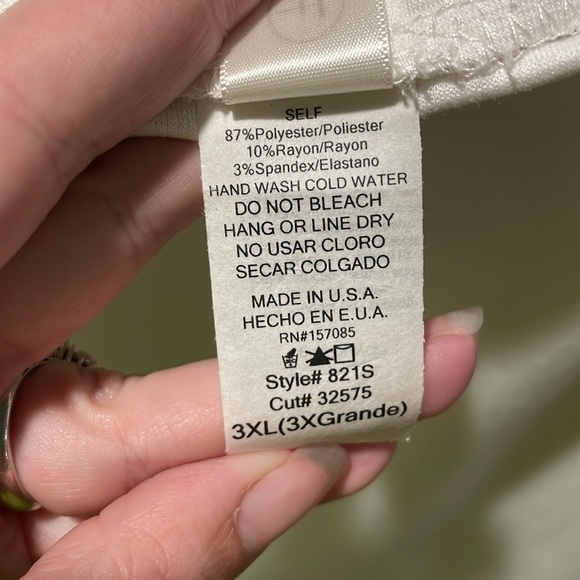 SELF
87%Polyester/Poliester
10%Rayon/Rayon
3%Spandex/Elastano
HAND WASH COLD WATER
DO NOT BLEACH
HANG OR LINE DRY
NO USAR CLORO
SECAR COLGADO
MADE IN U.S.A.
HECHO EN E.U.A.
RN#157085
Style# 821S
Cut# 32575
3XL(3XGrande)